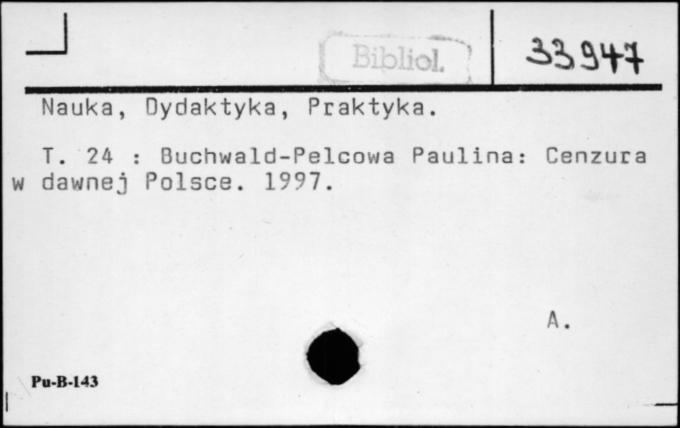 Bibliol.
33947
Nauka, Dydaktyka, Praktyka.
T. 24 : Buchwald-Pelcowa Paulina: Cenzura
w dawnej Polsce. 1997.
A.
Pu-B-143